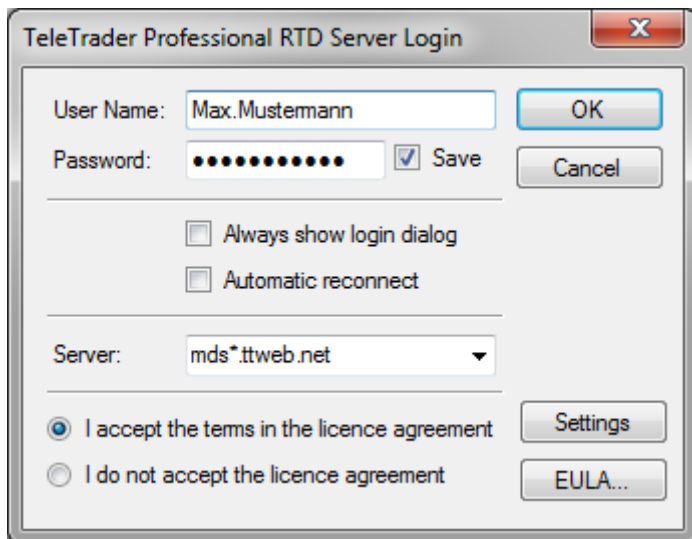 TeleTrader Professional RTD Server Login
User Name: Max.Mustermann OK
Password: ●●●●●●●●●●● Save Cancel
Always show login dialog
Automatic reconnect
Server: mds*.ttweb.net
I accept the terms in the licence agreement Settings
I do not accept the licence agreement EULA...